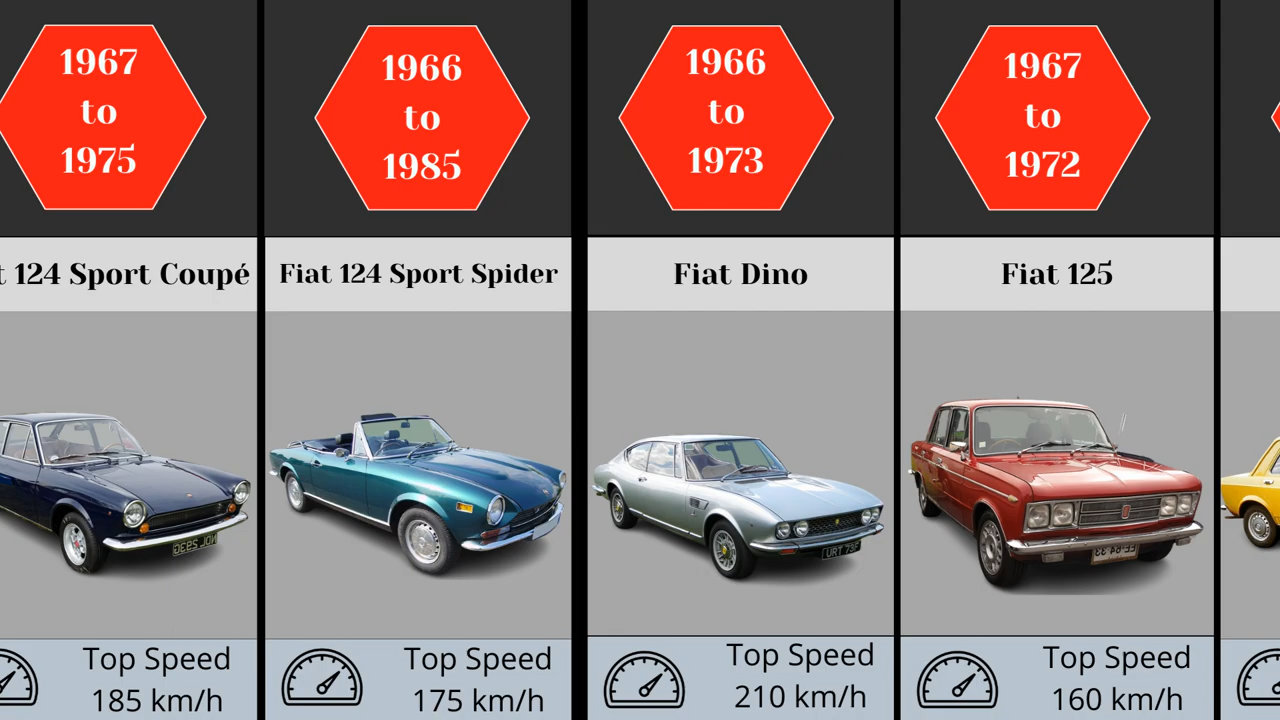 1967
to
1975
1966
to
1985
1966
to
1973
1967
to
1972
t 124 Sport Coupé
Fiat 124 Sport Spider
Fiat Dino
Fiat 125
URT 79F
Top Speed
185 km/h
Top Speed
175 km/h
Top Speed
210 km/h
Top Speed
160 km/h